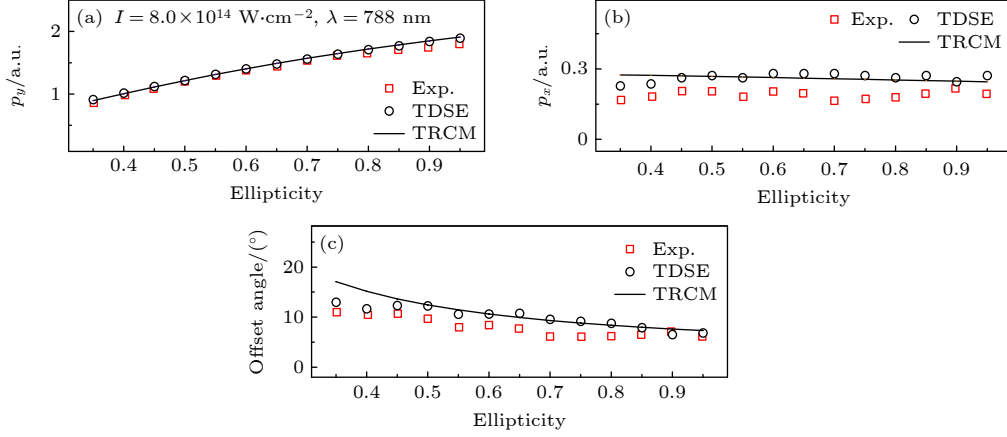 (a) I = 8.0×10¹⁴ W·cm⁻², λ = 788 nm
2
1
p_y/a.u.
Exp.
TDSE
TRCM
0.4 0.5 0.6 0.7 0.8 0.9
Ellipticity
(b)
Exp. TDSE
TRCM
0.3
0
p_x/a.u.
0.4 0.5 0.6 0.7 0.8 0.9
Ellipticity
(c)
Exp.
TDSE
TRCM
20
10
0
Offset angle/(°)
0.4 0.5 0.6 0.7 0.8 0.9
Ellipticity